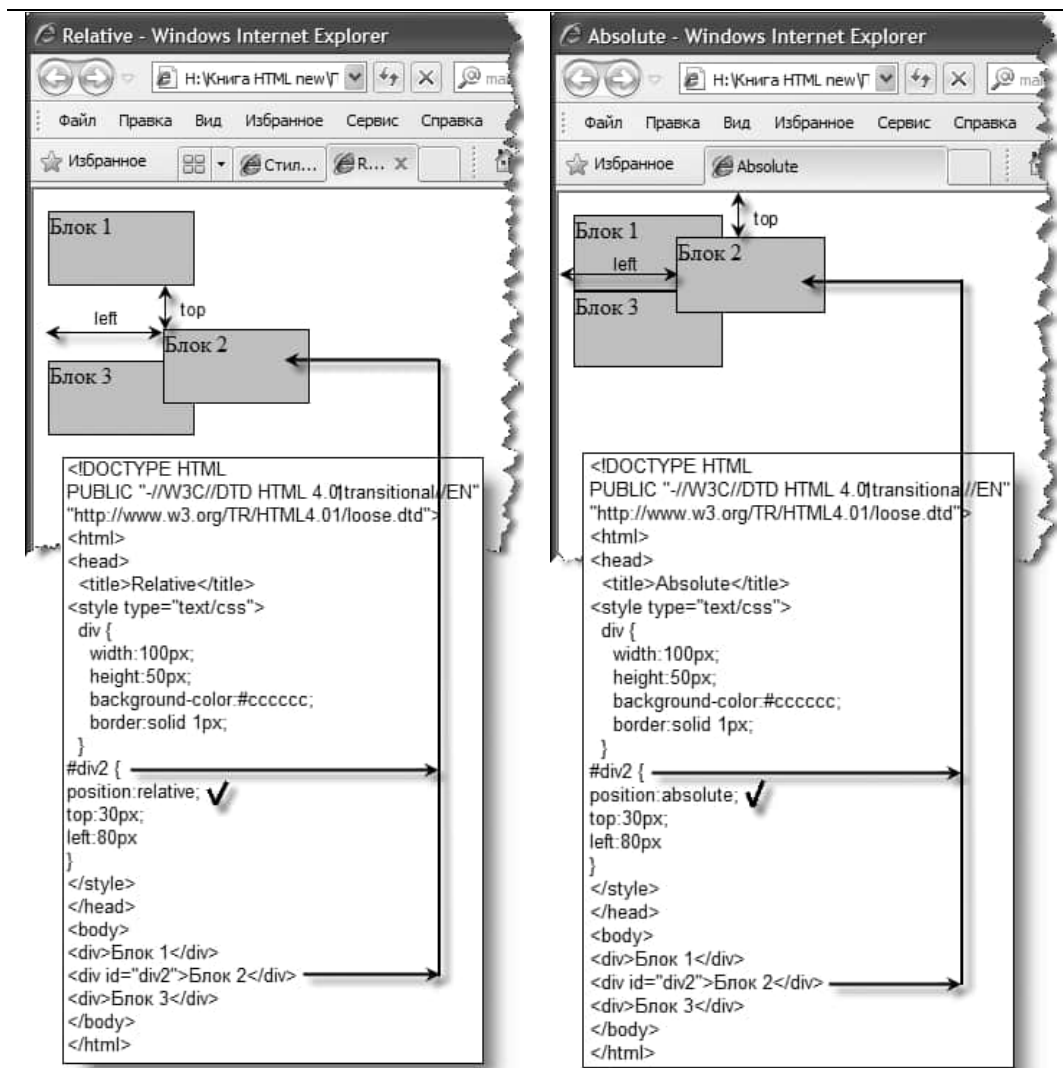 Relative - Windows Internet Explorer
H:\Книга HTML new\Г
Файл Правка Вид Избранное Сервис Справка
Избранное Стил... R...
Блок 1
top
left
Блок 2
Блок 3
<!DOCTYPE HTML
PUBLIC "-//W3C//DTD HTML 4.01transitional//EN"
"http://www.w3.org/TR/HTML4.01/loose.dtd">
<html>
<head>
<title>Relative</title>
<style type="text/css">
div {
width:100px;
height:50px;
background-color:#cccccc;
border:solid 1px;
}
#div2 {
position:relative;
top:30px;
left:80px
}
</style>
</head>
<body>
<div>Блок 1</div>
<div id="div2">Блок 2</div>
<div>Блок 3</div>
</body>
</html>
Absolute - Windows Internet Explorer
H:\Книга HTML new\Г
Файл Правка Вид Избранное Сервис Справка
Избранное Absolute
top
Блок 1
Блок 2
left
Блок 3
<!DOCTYPE HTML
PUBLIC "-//W3C//DTD HTML 4.01transitional//EN"
"http://www.w3.org/TR/HTML4.01/loose.dtd">
<html>
<head>
<title>Absolute</title>
<style type="text/css">
div {
width:100px;
height:50px;
background-color:#cccccc;
border:solid 1px;
}
#div2 {
position:absolute;
top:30px;
left:80px
}
</style>
</head>
<body>
<div>Блок 1</div>
<div id="div2">Блок 2</div>
<div>Блок 3</div>
</body>
</html>